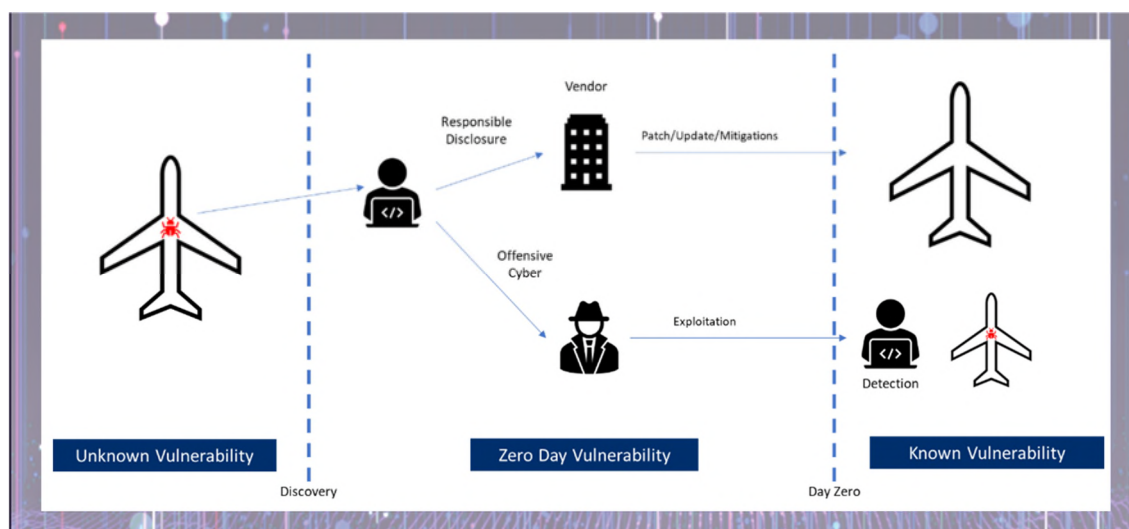 Vendor
Responsible
Disclosure
Patch/Update/Mitigations
</>
Offensive
Cyber
Exploitation
</>
Detection
Unknown Vulnerability
Zero Day Vulnerability
Known Vulnerability
Discovery
Day Zero